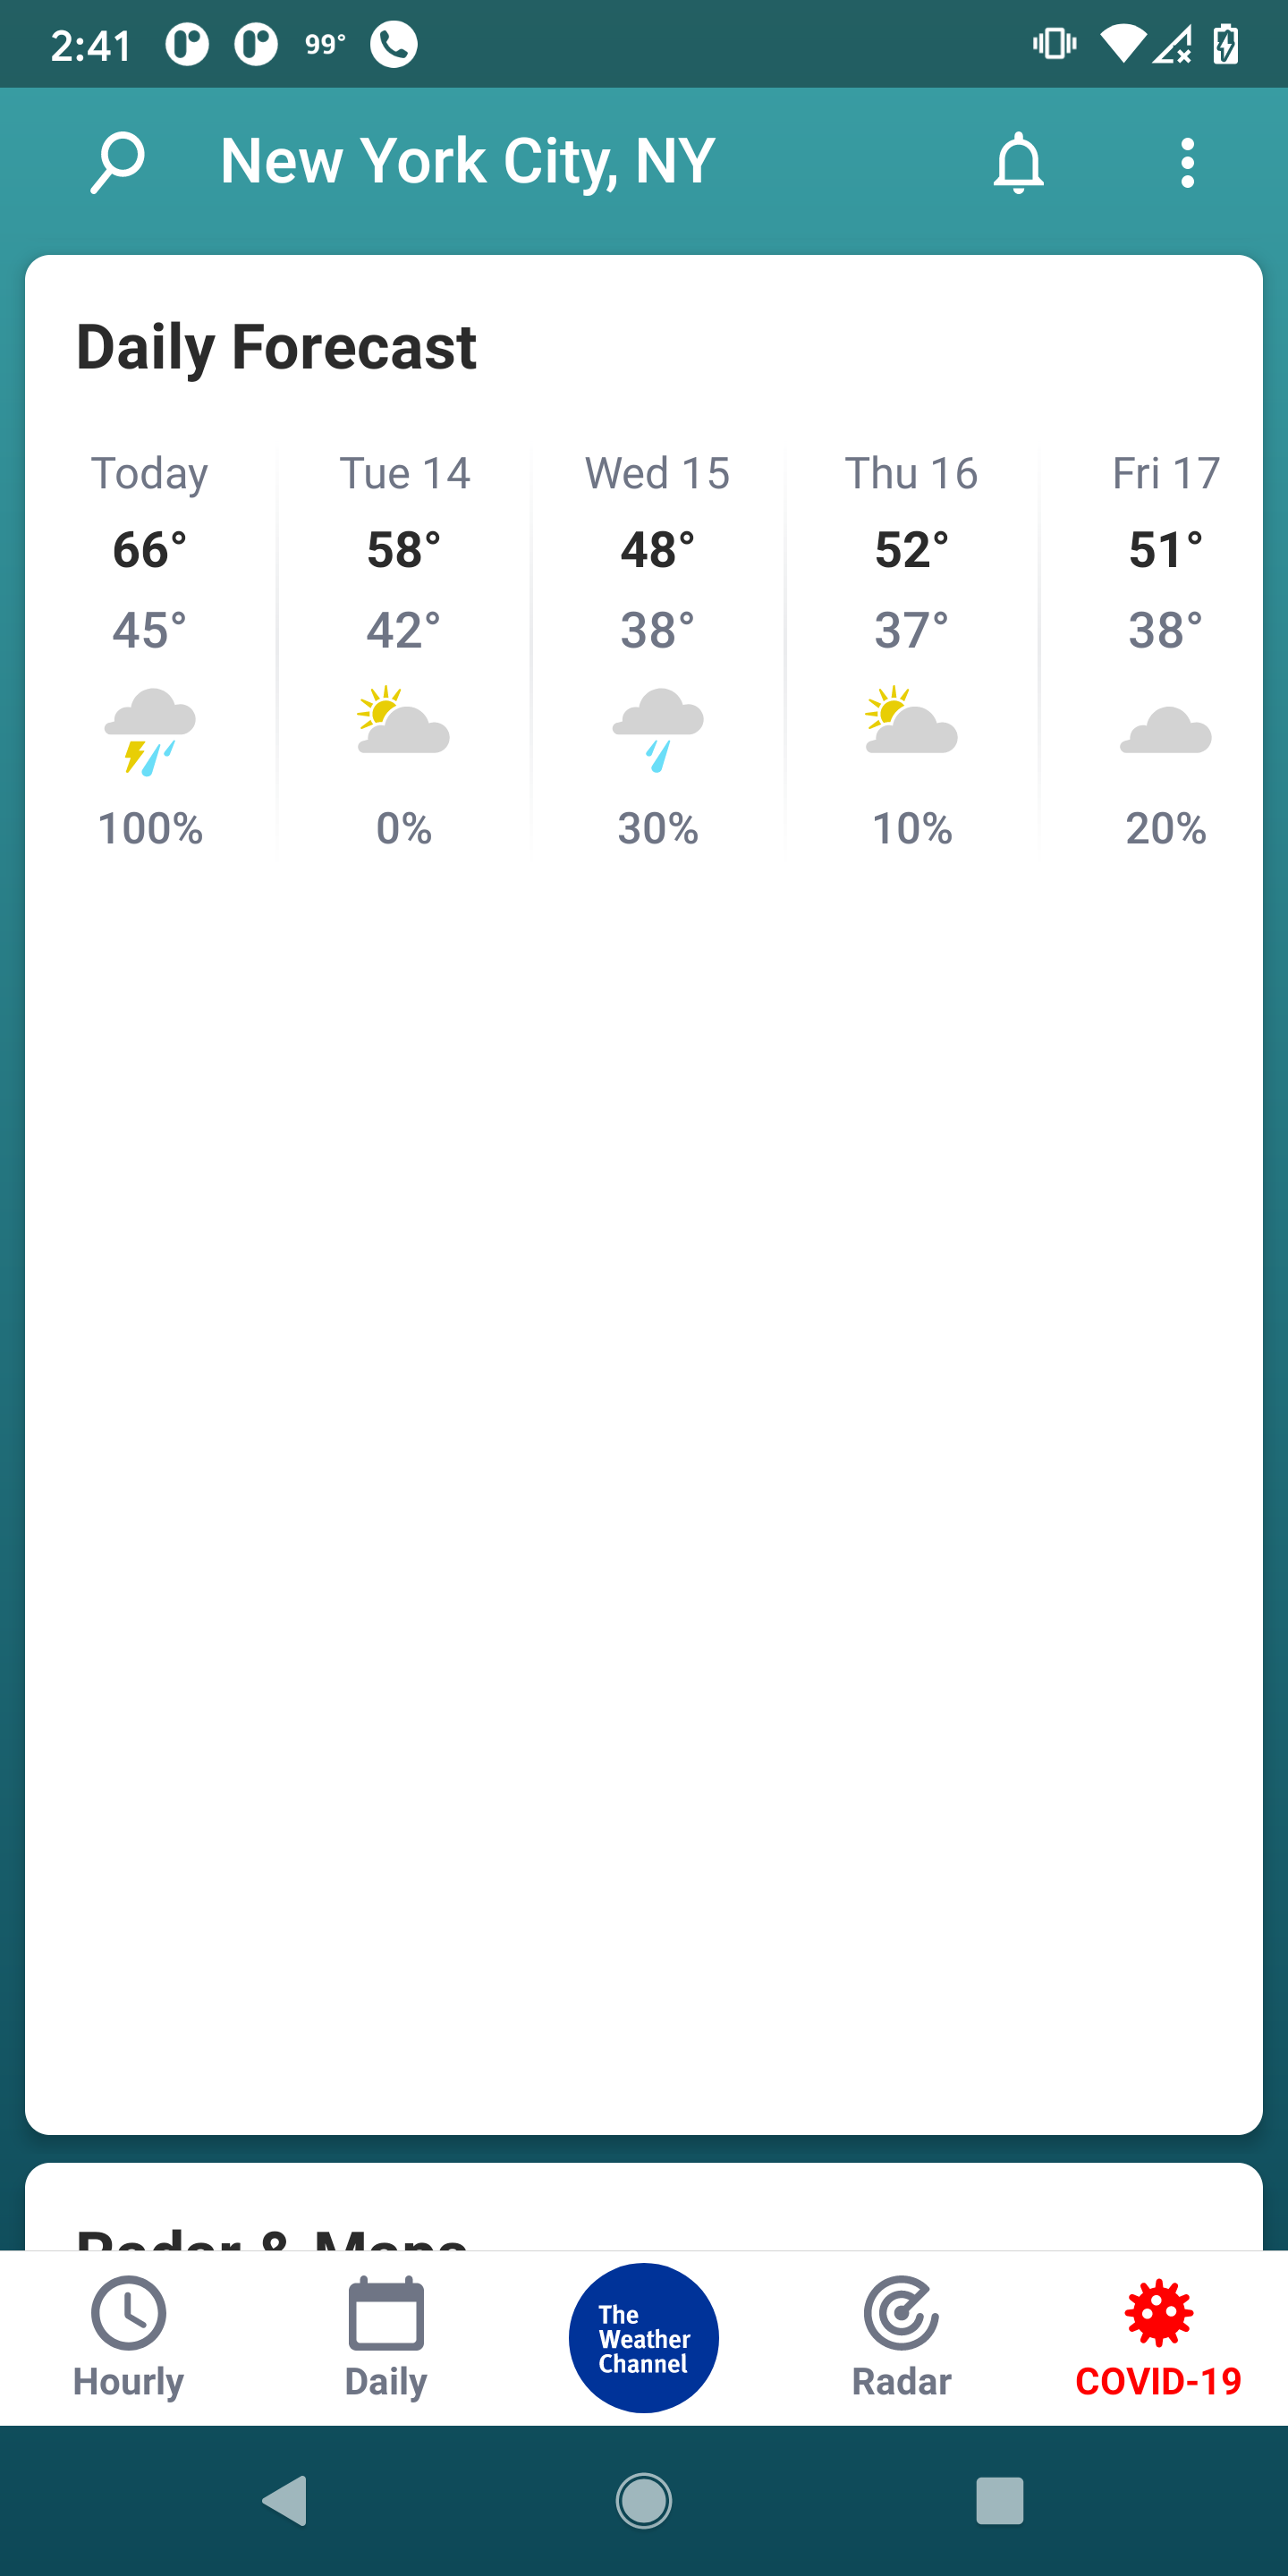 2:41 99°
New York City, NY
Daily Forecast
Today Tue 14 Wed 15 Thu 16 Fri 17
66° 58° 48° 52° 51°
45° 42° 38° 37° 38°
100% 0% 30% 10% 20%
Radar & Maps
The
Weather
Channel
Hourly Daily Radar COVID-19